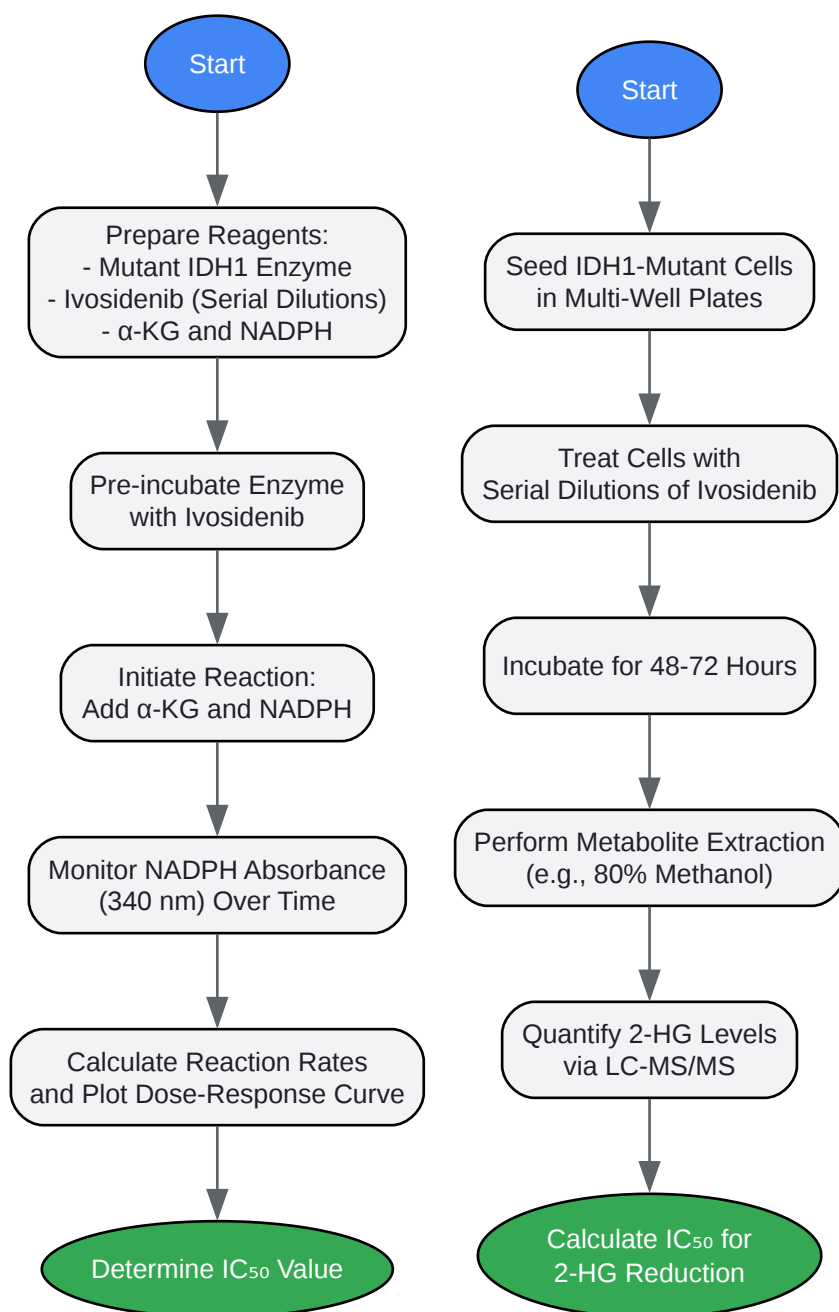 Start
Prepare Reagents:
- Mutant IDH1 Enzyme
- Ivosidenib (Serial Dilutions)
- α-KG and NADPH
Pre-incubate Enzyme
with Ivosidenib
Initiate Reaction:
Add α-KG and NADPH
Monitor NADPH Absorbance
(340 nm) Over Time
Calculate Reaction Rates
and Plot Dose-Response Curve
Determine IC₅₀ Value
Start
Seed IDH1-Mutant Cells
in Multi-Well Plates
Treat Cells with
Serial Dilutions of Ivosidenib
Incubate for 48-72 Hours
Perform Metabolite Extraction
(e.g., 80% Methanol)
Quantify 2-HG Levels
via LC-MS/MS
Calculate IC₅₀ for
2-HG Reduction